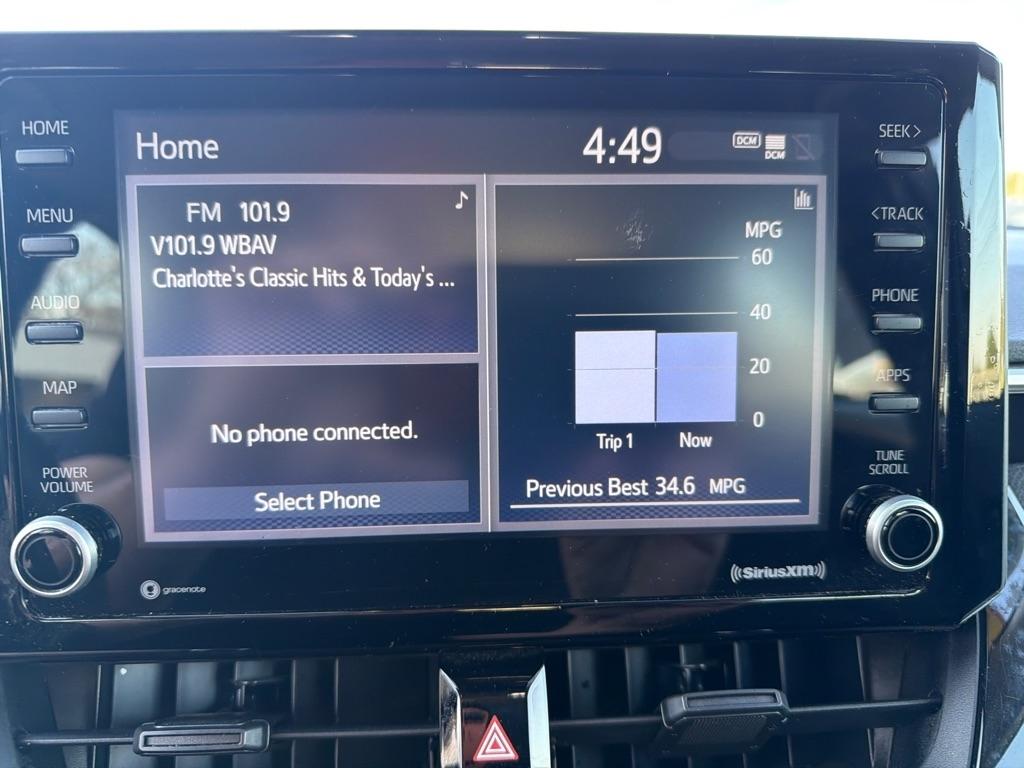 HOME
MENU
AUDIO
MAP
POWER
VOLUME
Home
4:49
DCM
DCM
FM 101.9
V101.9 WBAV
Charlotte's Classic Hits & Today's ...
No phone connected.
Select Phone
MPG
60
40
20
0
Trip 1
Now
Previous Best 34.6 MPG
SEEK>
<TRACK
PHONE
APPS
TUNE
SCROLL
gracenote
((SiriusXM))